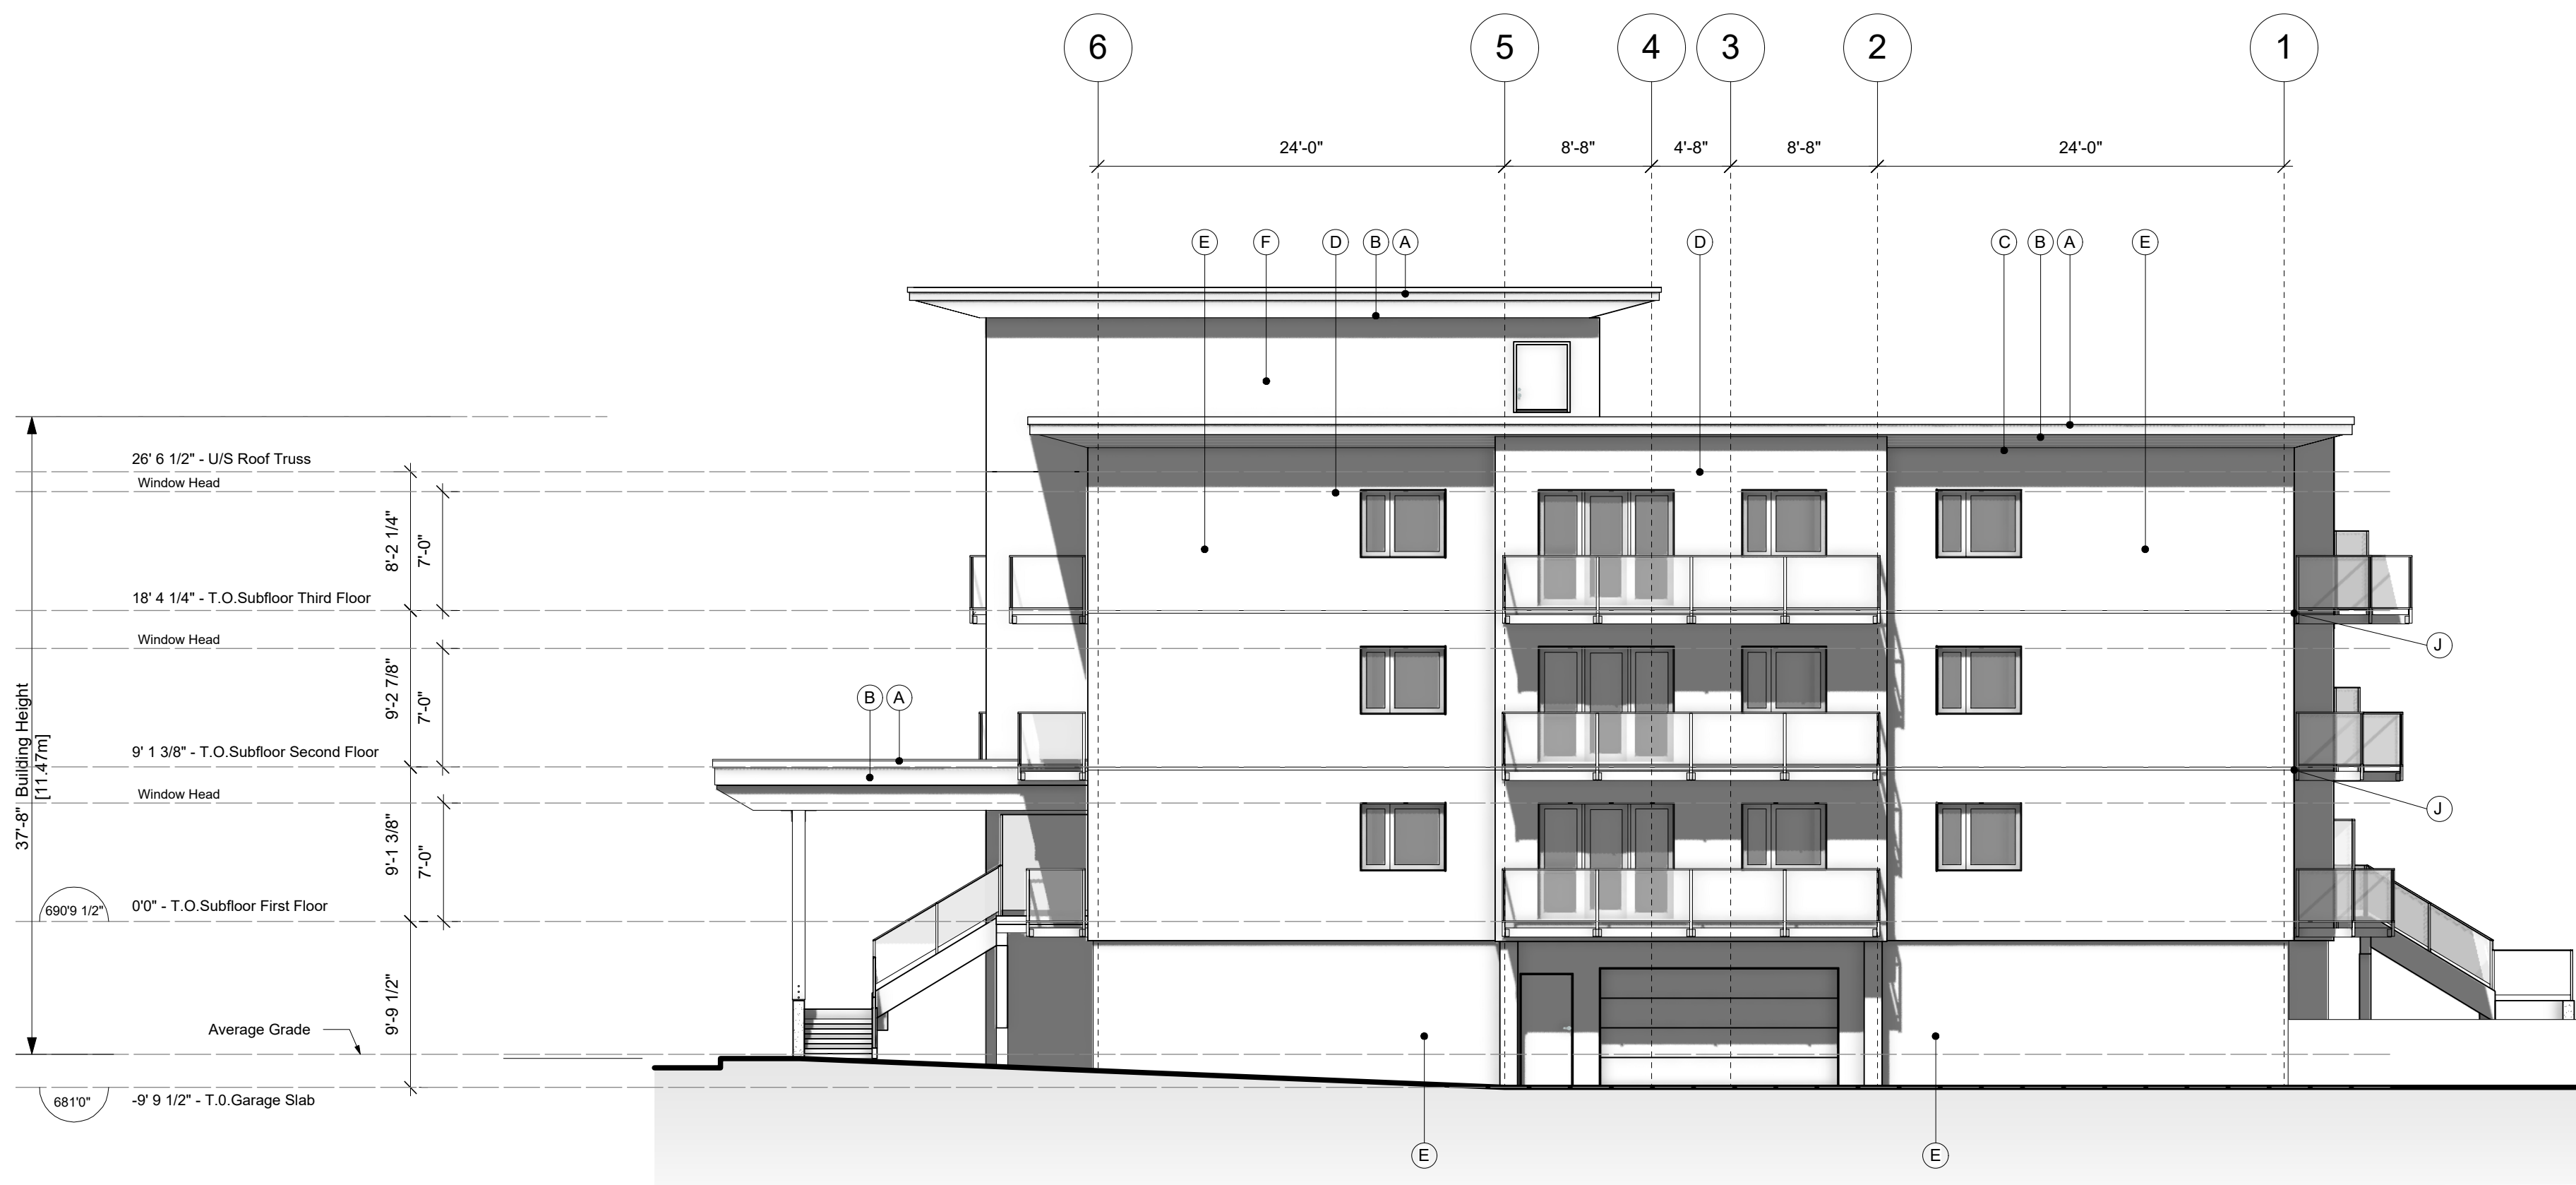 6 5 4 3 2 1
24'-0" 8'-8" 4'-8" 8'-8" 24'-0"
E F D B A D C B A E
26' 6 1/2" - U/S Roof Truss
Window Head
8'-2 1/4"
7'-0"
18' 4 1/4" - T.O.Subfloor Third Floor
Window Head
J
9'-2 7/8"
7'-0"
B A
37'-8" Building Height
[11.47m]
9' 1 3/8" - T.O.Subfloor Second Floor
Window Head
J
9'-1 3/8"
7'-0"
690'9 1/2"
0'0" - T.O.Subfloor First Floor
9'-9 1/2"
Average Grade
681'0"
-9' 9 1/2" - T.0.Garage Slab
E E